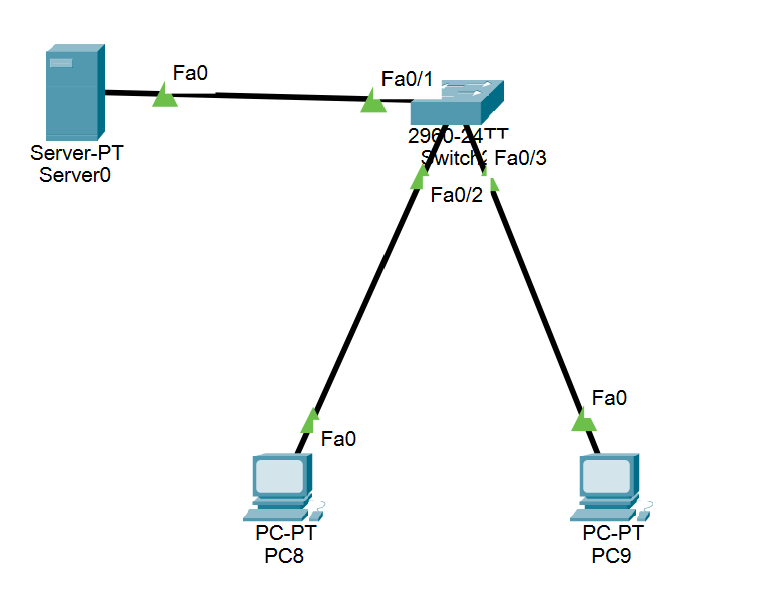 Fa0
Fa0/1
Server-PT
Server0
2960-24TT
Fa0/3
Fa0/2
Fa0
Fa0
PC-PT
PC8
PC-PT
PC9